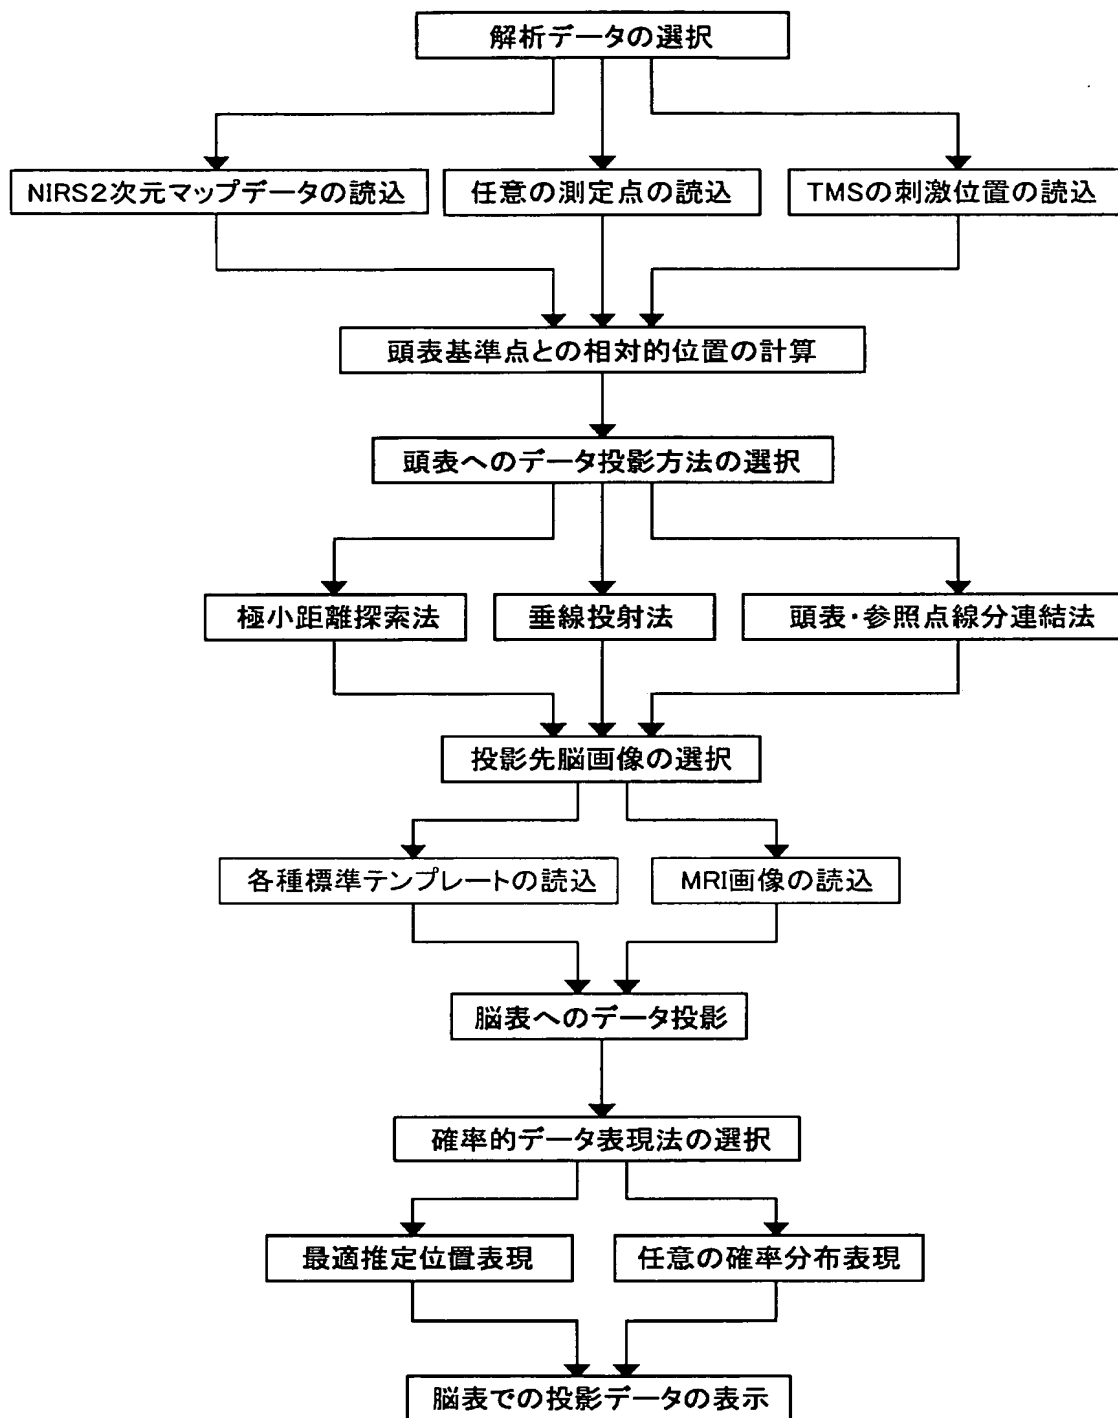 解析データの選択
NIRS2次元マップデータの読込
任意の測定点の読込
TMSの刺激位置の読込
頭表基準点との相対的位置の計算
頭表へのデータ投影方法の選択
極小距離探索法
垂線投射法
頭表・参照点線分連結法
投影先脳画像の選択
各種標準テンプレートの読込
MRI画像の読込
脳表へのデータ投影
確率的データ表現法の選択
最適推定位置表現
任意の確率分布表現
脳表での投影データの表示